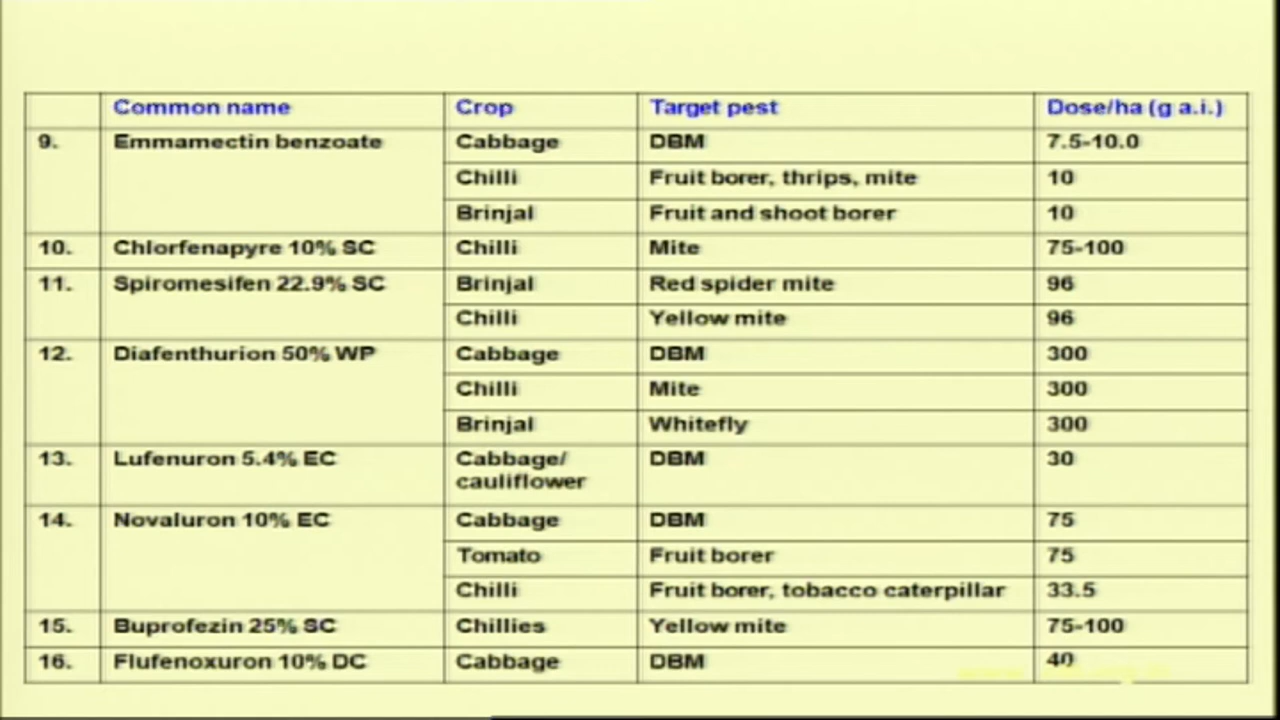 Common name Crop Target pest Dose/ha (g a.i.)
9. Emmamectin benzoate Cabbage DBM 7.5-10.0
Chilli Fruit borer, thrips, mite 10
Brinjal Fruit and shoot borer 10
10. Chlorfenapyre 10% SC Chilli Mite 75-100
11. Spiromesifen 22.9% SC Brinjal Red spider mite 96
Chilli Yellow mite 96
12. Diafenthurion 50% WP Cabbage DBM 300
Chilli Mite 300
Brinjal Whitefly 300
13. Lufenuron 5.4% EC Cabbage/ DBM 30
cauliflower
14. Novaluron 10% EC Cabbage DBM 75
Tomato Fruit borer 75
Chilli Fruit borer, tobacco caterpillar 33.5
15. Buprofezin 25% SC Chillies Yellow mite 75-100
16. Flufenoxuron 10% DC Cabbage DBM 40